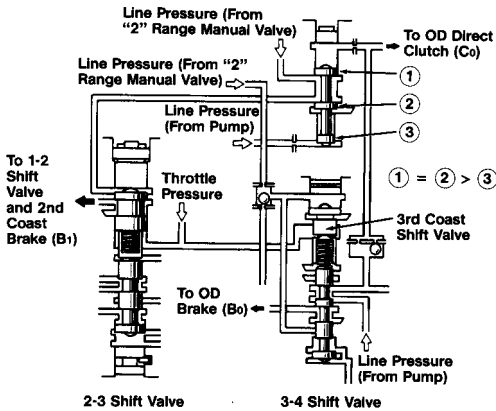 Line Pressure (From
“2” Range Manual Valve)
To OD Direct
Clutch (C0)
Line Pressure (From “2”
Range Manual Valve)
1
2
Line Pressure
(From Pump)
3
To 1-2
Shift
Valve
and 2nd
Coast
Brake (B1)
Throttle
Pressure
1 = 2 > 3
3rd Coast
Shift Valve
To OD
Brake (B0)
Line Pressure
(From Pump)
2-3 Shift Valve
3-4 Shift Valve